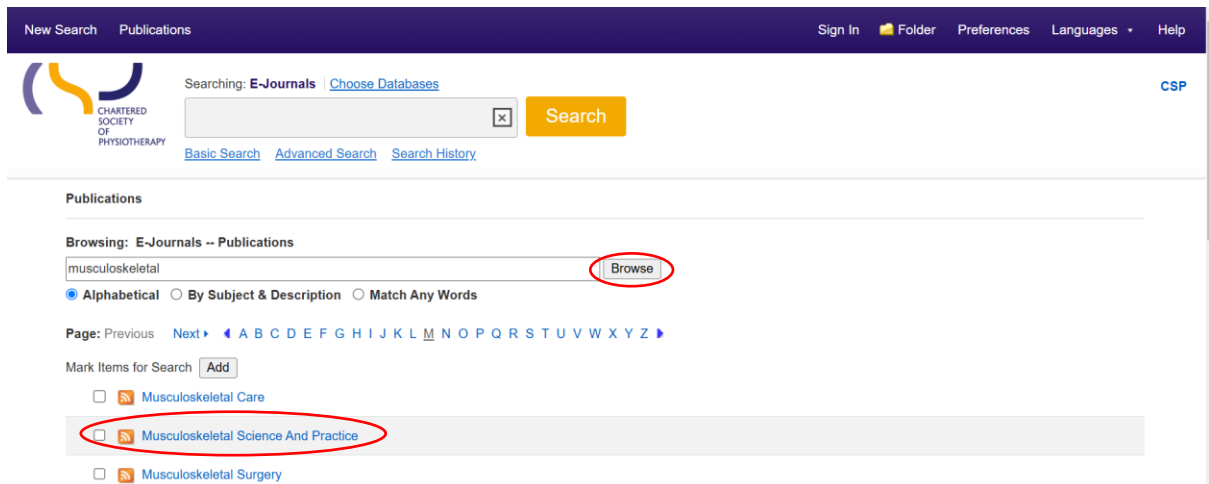 New Search Publications Sign In Folder Preferences Languages Help
CHARTERED
SOCIETY
OF
PHYSIOTHERAPY
Searching: E-Journals Choose Databases
CSP
Search
Basic Search Advanced Search Search History
Publications
Browsing: E-Journals -- Publications
musculoskeletal Browse
Alphabetical By Subject & Description Match Any Words
Page: Previous Next A B C D E F G H I J K L M N O P Q R S T U V W X Y Z
Mark Items for Search Add
Musculoskeletal Care
Musculoskeletal Science And Practice
Musculoskeletal Surgery